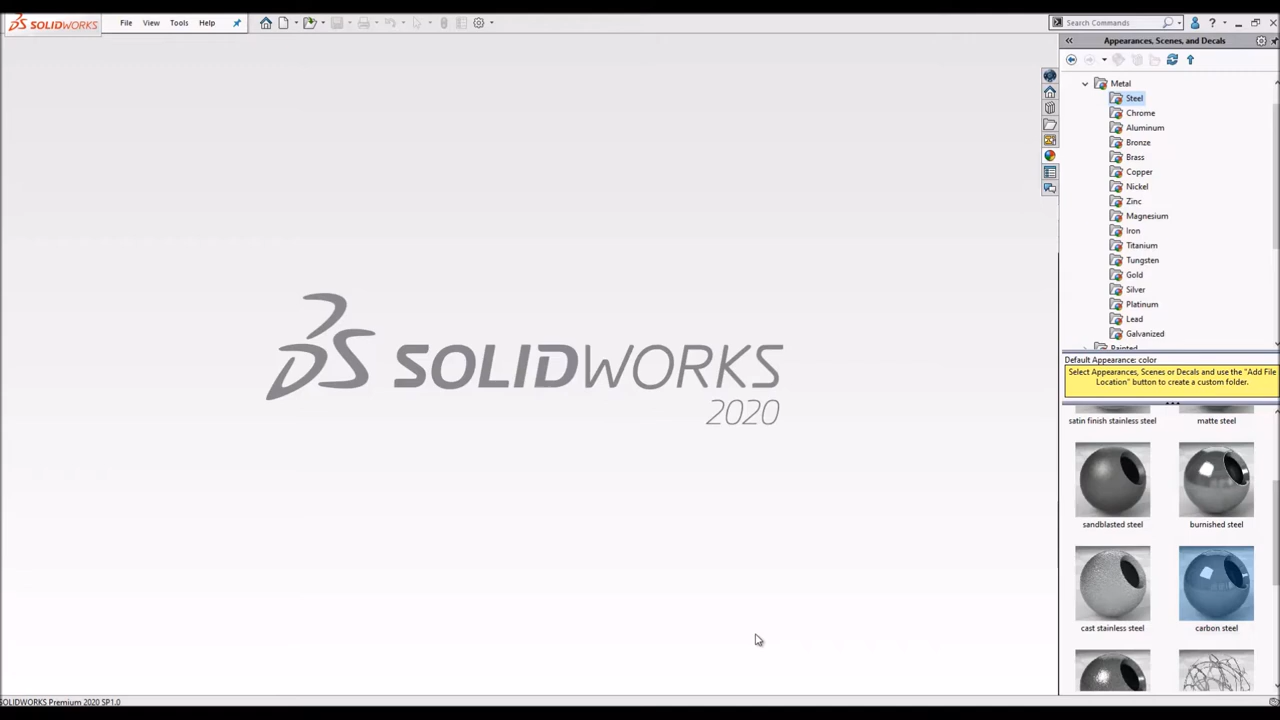 SOLIDWORKS
File
View
Tools
Help
Search Commands
Appearances, Scenes, and Decals
Metal
Steel
Chrome
Aluminum
Bronze
Brass
Copper
Nickel
Zinc
Magnesium
Iron
Titanium
Tungsten
Gold
Silver
Platinum
Lead
Galvanized
Painted
SOLIDWORKS
2020
Default Appearance: color
Select Appearances, Scenes or Decals and use the "Add File
Location" button to create a custom folder.
satin finish stainless steel
matte steel
sandblasted steel
burnished steel
cast stainless steel
carbon steel
SOLIDWORKS Premium 2020 SP1.0